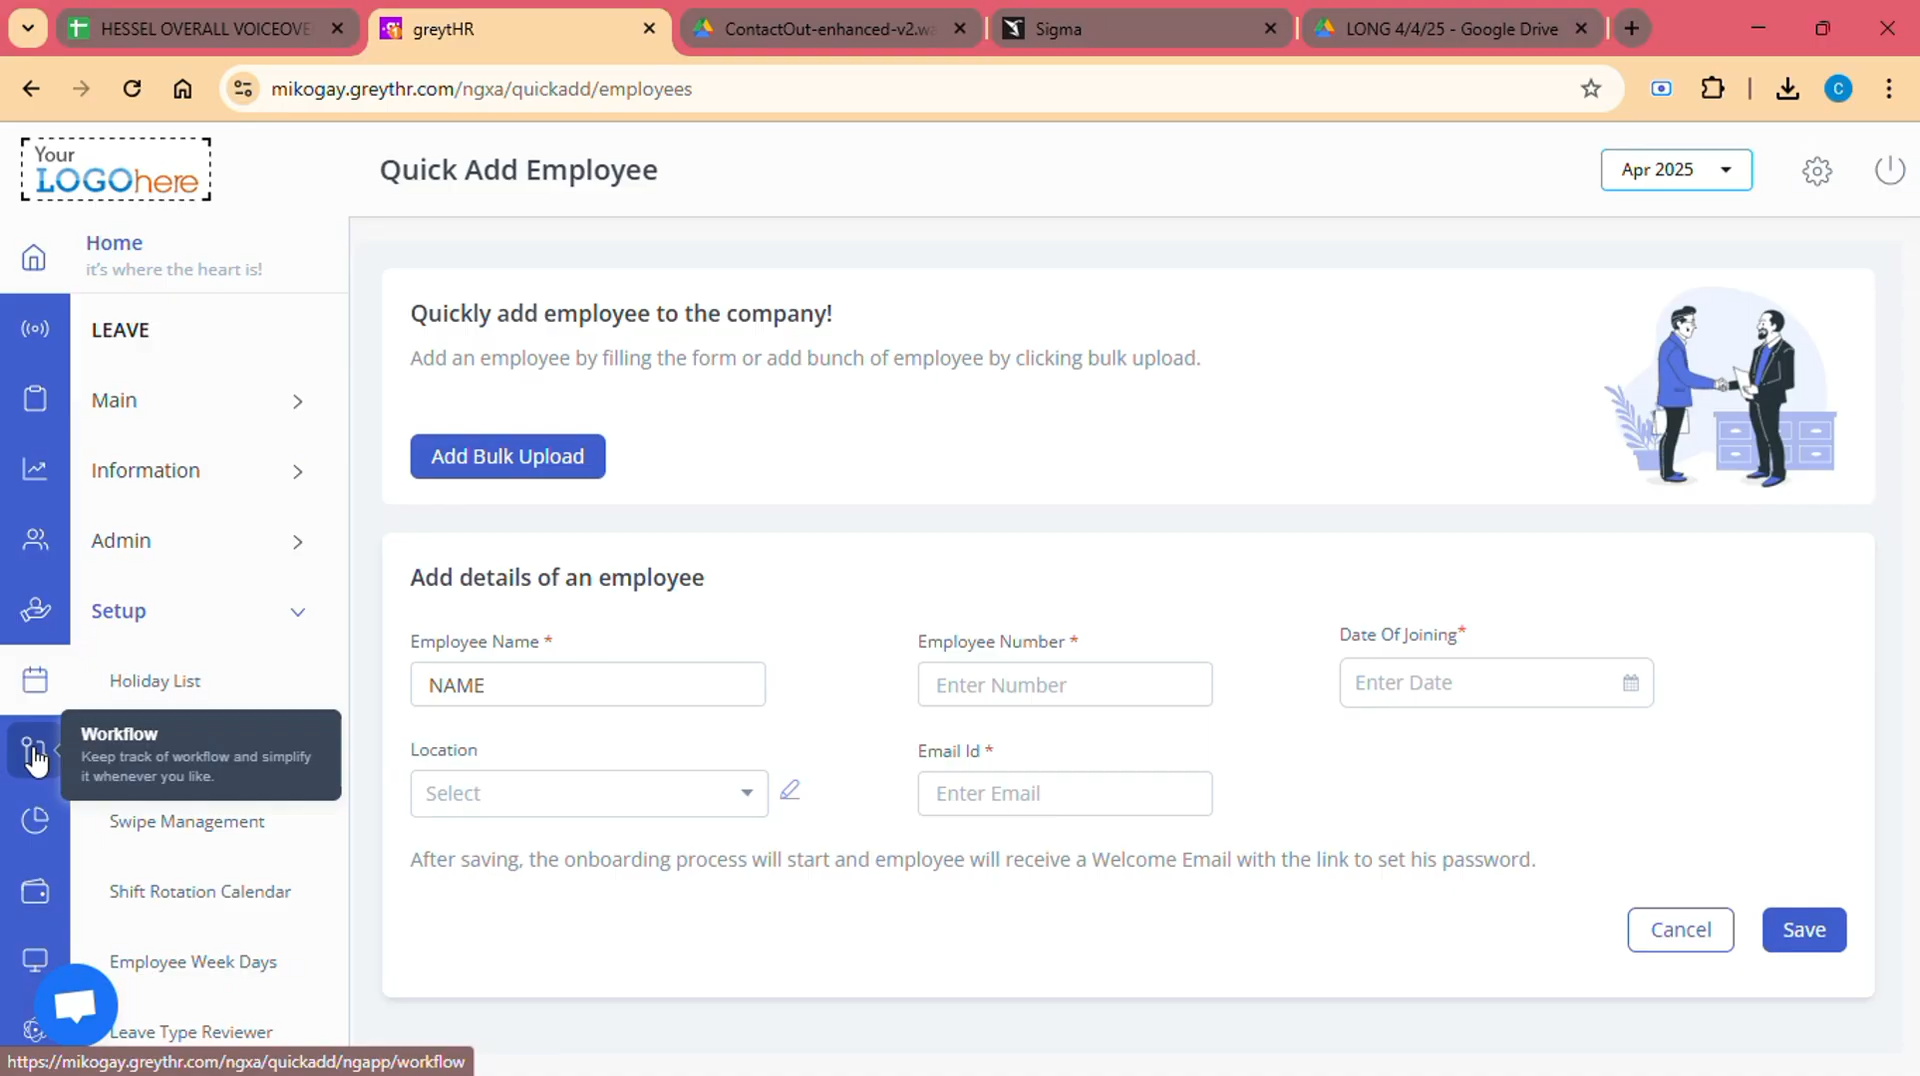 HESSEL OVERALL VOICEOVE
greytHR
ContactOut-enhanced-v2.wa
Sigma
LONG 4/4/25 - Google Drive
mikogay.greythr.com/ngxa/quickadd/employees
C
Your
LOGOhere
Quick Add Employee
Apr 2025
Home
it's where the heart is!
LEAVE
Main
Information
Admin
Setup
Holiday List
Workflow
Keep track of workflow and simplify
it whenever you like.
Swipe Management
Shift Rotation Calendar
Employee Week Days
Leave Type Reviewer
Quickly add employee to the company!
Add an employee by filling the form or add bunch of employee by clicking bulk upload.
Add Bulk Upload
Add details of an employee
Employee Name *
Employee Number *
Date Of Joining*
NAME
Enter Number
Enter Date
Location
Email Id *
Select
Enter Email
After saving, the onboarding process will start and employee will receive a Welcome Email with the link to set his password.
Cancel
Save
https://mikogay.greythr.com/ngxa/quickadd/ngapp/workflow